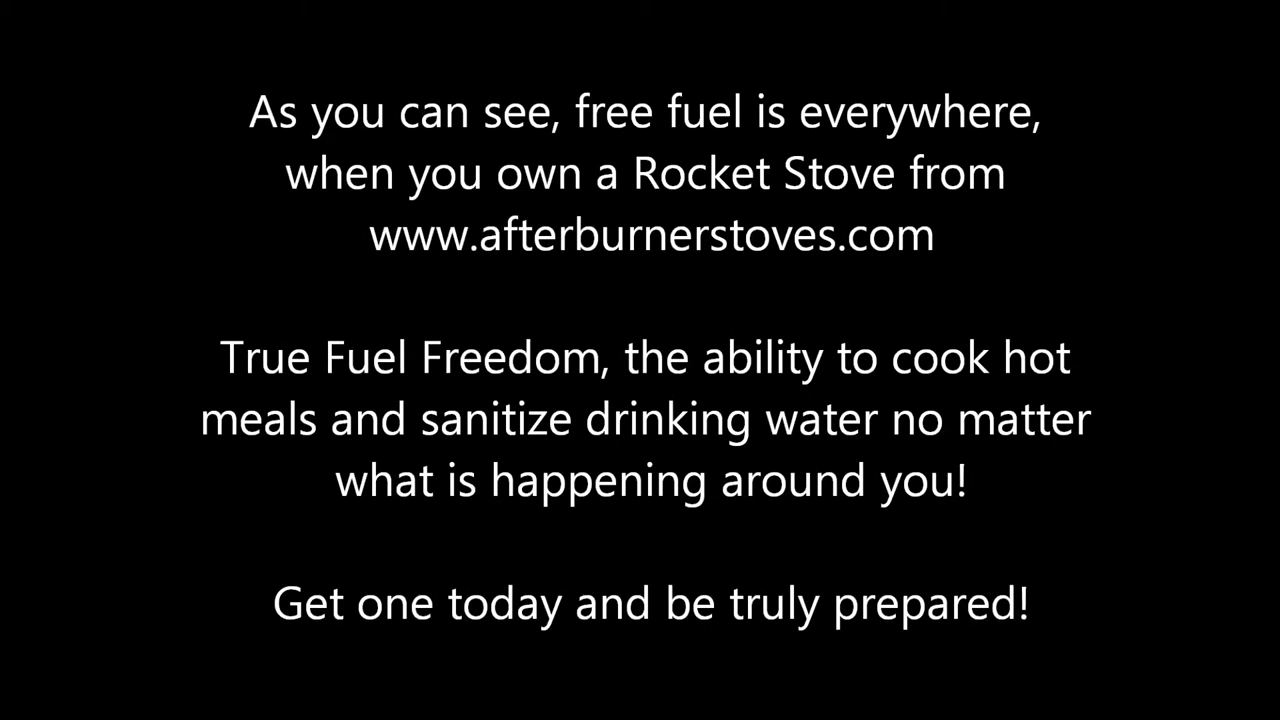 As you can see, free fuel is everywhere,
when you own a Rocket Stove from
www.afterburnerstoves.com
True Fuel Freedom, the ability to cook hot
meals and sanitize drinking water no matter
what is happening around you!
Get one today and be truly prepared!